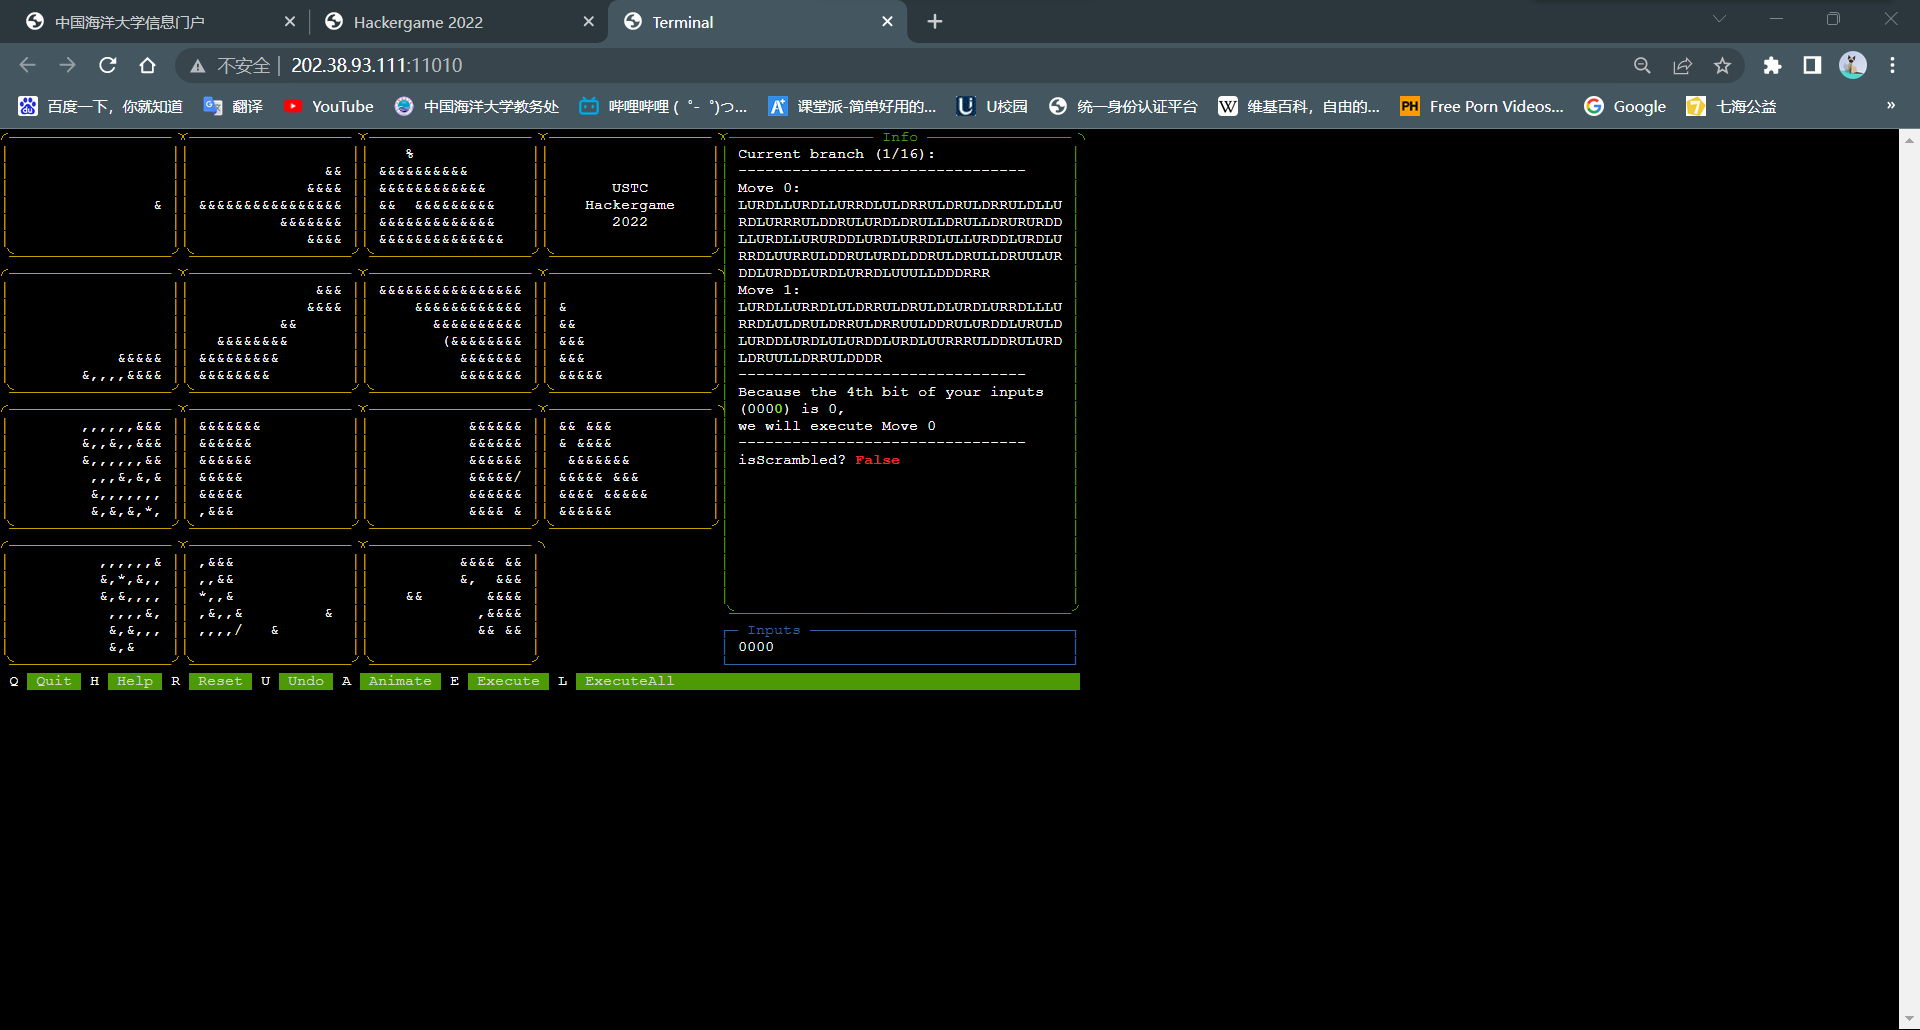 中国海洋大学信息门户
Hackergame 2022
Terminal
不安全 | 202.38.93.111:11010
百度一下，你就知道
翻译
YouTube
中国海洋大学教务处
哔哩哔哩 (゜-゜)つ...
课堂派-简单好用的...
U校园
统一身份认证平台
W 维基百科，自由的...
PH Free Porn Videos...
Google
七海公益
»
USTC
Hackergame
2022
Info
Current branch (1/16):
--------------------------------
Move 0:
LURDLLURDLLURRDLULDRRULDRULDRRULDLLU
RDLURRRULDDRULURDLDRULLDRULLDRURURDD
LLURDLLURURDDLURDLURRDLULLURDDLURDLU
RRDLUURRULDDRULURDLDDRULDRULLDRUULUR
DDLURDDLURDLURRDLUUULLDDDRRR
Move 1:
LURDLLURRDLULDRRULDRULDLURDLURRDLLLU
RRDLULDRULDRRULDRRUULDDRULURDDLURULD
LURDDLURDLULURDDLURDLUURRRULDDRULURD
LDRUULLDRRULDDDR
--------------------------------
Because the 4th bit of your inputs
(0000) is 0,
we will execute Move 0
--------------------------------
isScrambled? False
Inputs
0000
Q Quit H Help R Reset U Undo A Animate E Execute L ExecuteAll